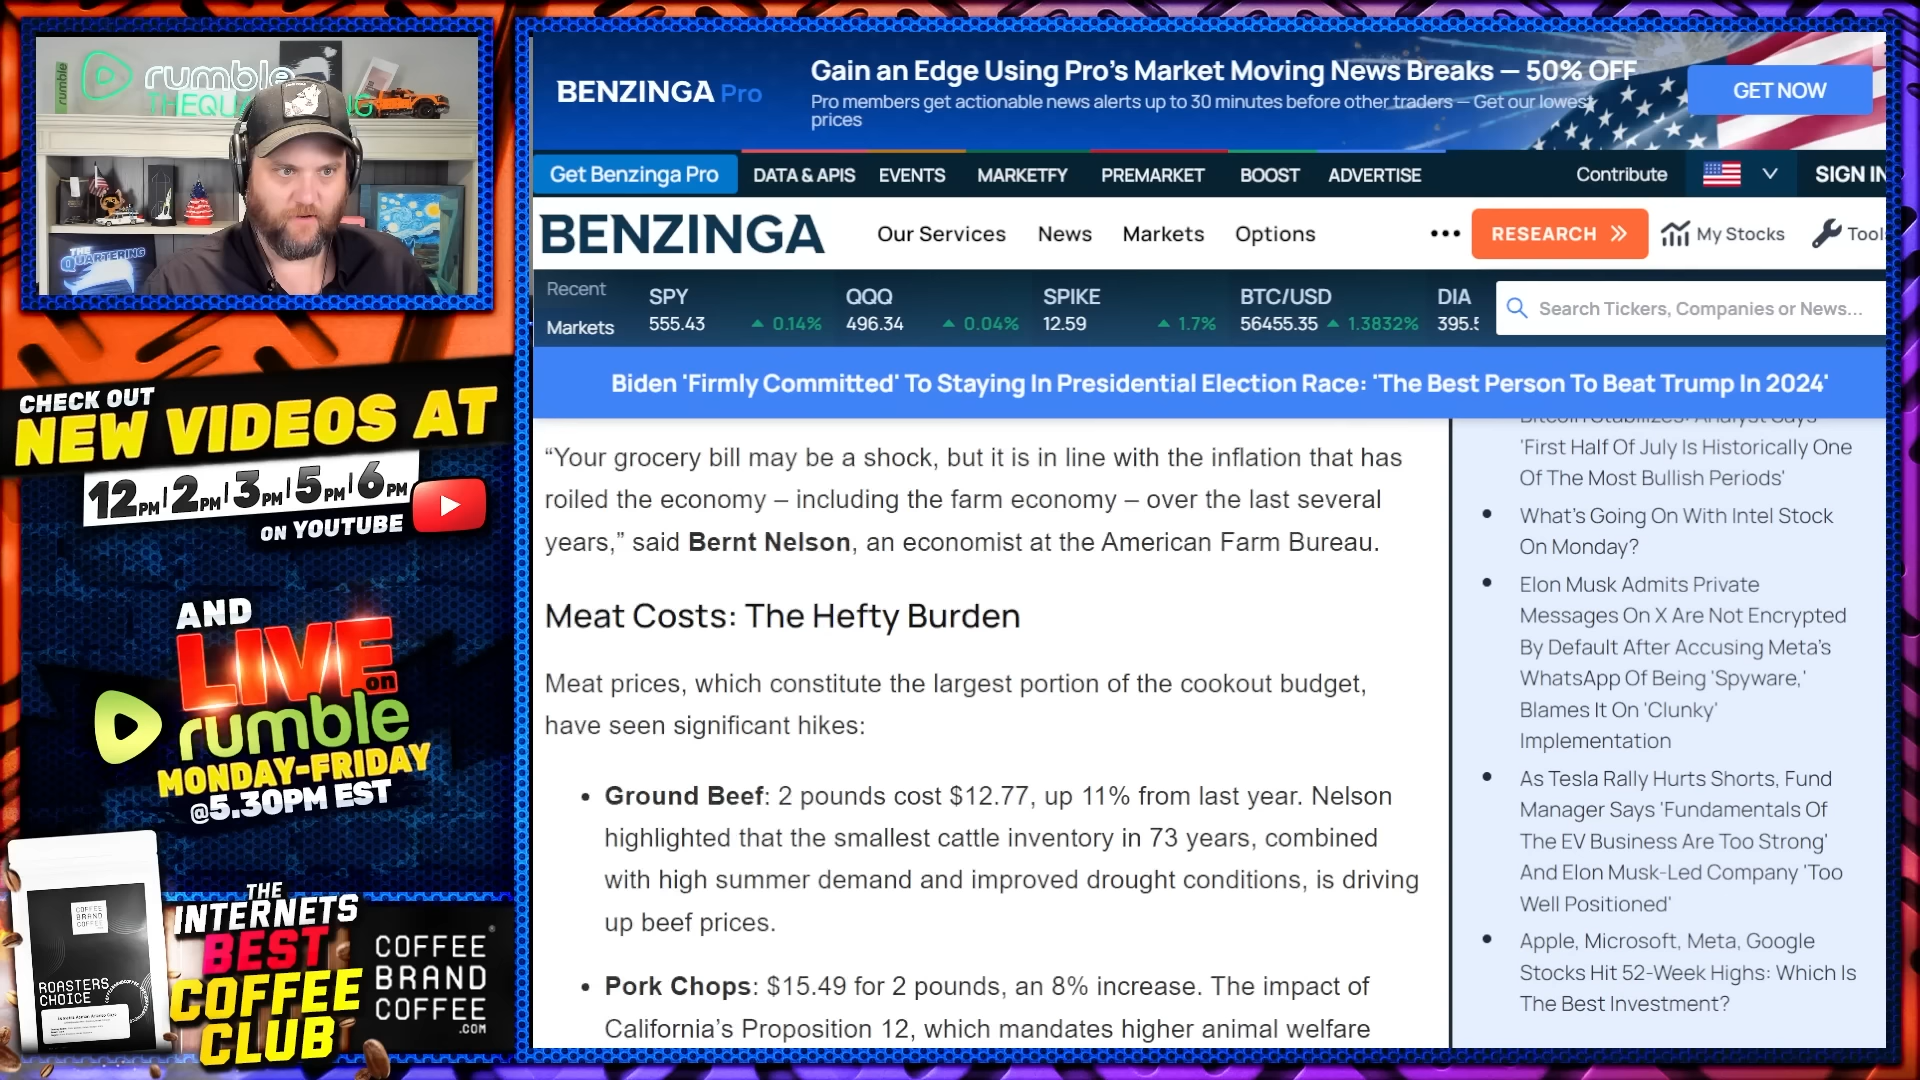 rumble
rumble
THE QUARTERING
CHECK OUT
NEW VIDEOS AT
12PM | 2PM | 3PM | 5PM | 6PM
ON YOUTUBE
AND
LIVE
on
rumble
MONDAY-FRIDAY
@5.30PM EST
COFFEE
BRAND
COFFEE
ROASTERS
CHOICE
THE
INTERNETS
BEST
COFFEE
CLUB
COFFEE
BRAND
COFFEE
.COM
BENZINGA Pro
Gain an Edge Using Pro's Market Moving News Breaks — 50% OFF
Pro members get actionable news alerts up to 30 minutes before other traders — Get our lowest
prices
GET NOW
Get Benzinga Pro DATA & APIS EVENTS MARKETFY PREMARKET BOOST ADVERTISE Contribute SIGN IN
BENZINGA Our Services News Markets Options ••• RESEARCH My Stocks Tool
Recent
Markets
SPY
555.43 0.14%
QQQ
496.34 0.04%
SPIKE
12.59 1.7%
BTC/USD
56455.35 1.3832%
DIA
395.5
Search Tickers, Companies or News...
Biden 'Firmly Committed' To Staying In Presidential Election Race: 'The Best Person To Beat Trump In 2024'
“Your grocery bill may be a shock, but it is in line with the inflation that has
roiled the economy – including the farm economy – over the last several
years,” said Bernt Nelson, an economist at the American Farm Bureau.
Meat Costs: The Hefty Burden
Meat prices, which constitute the largest portion of the cookout budget,
have seen significant hikes:
• Ground Beef: 2 pounds cost $12.77, up 11% from last year. Nelson
highlighted that the smallest cattle inventory in 73 years, combined
with high summer demand and improved drought conditions, is driving
up beef prices.
• Pork Chops: $15.49 for 2 pounds, an 8% increase. The impact of
California’s Proposition 12, which mandates higher animal welfare
Bitcoin Stabilizes: Analyst Says
'First Half Of July Is Historically One
Of The Most Bullish Periods'
• What's Going On With Intel Stock
On Monday?
• Elon Musk Admits Private
Messages On X Are Not Encrypted
By Default After Accusing Meta's
WhatsApp Of Being 'Spyware,'
Blames It On 'Clunky'
Implementation
• As Tesla Rally Hurts Shorts, Fund
Manager Says 'Fundamentals Of
The EV Business Are Too Strong'
And Elon Musk-Led Company 'Too
Well Positioned'
• Apple, Microsoft, Meta, Google
Stocks Hit 52-Week Highs: Which Is
The Best Investment?